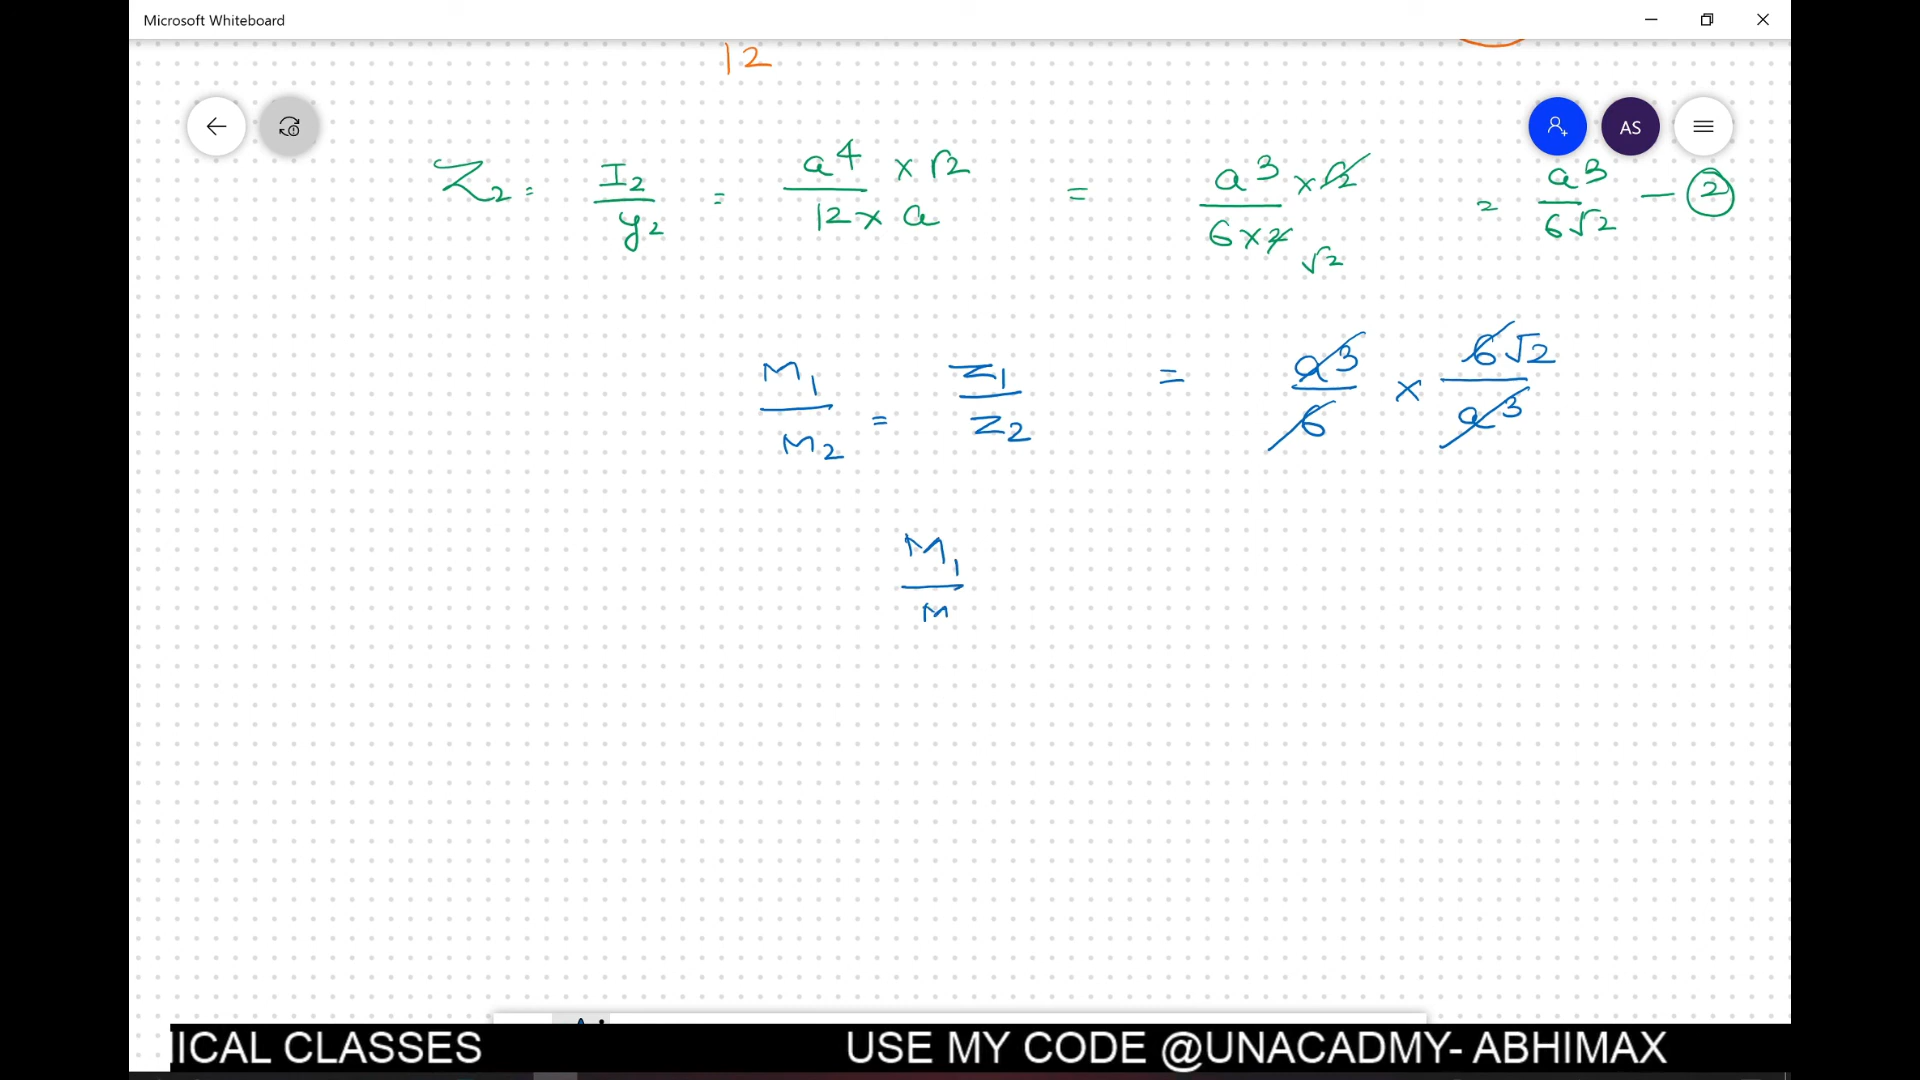 Microsoft Whiteboard
12
AS
Z₂ = I₂/y₂ = a⁴ × √2 / 12 × a = a³ × √2 / 6 × 2 √2 = a³/6√2 - ②
M₁/M₂ = Z₁/Z₂ = a³/6 × 6√2/a³
M₁/M
ICAL CLASSES USE MY CODE @UNACADMY- ABHIMAX